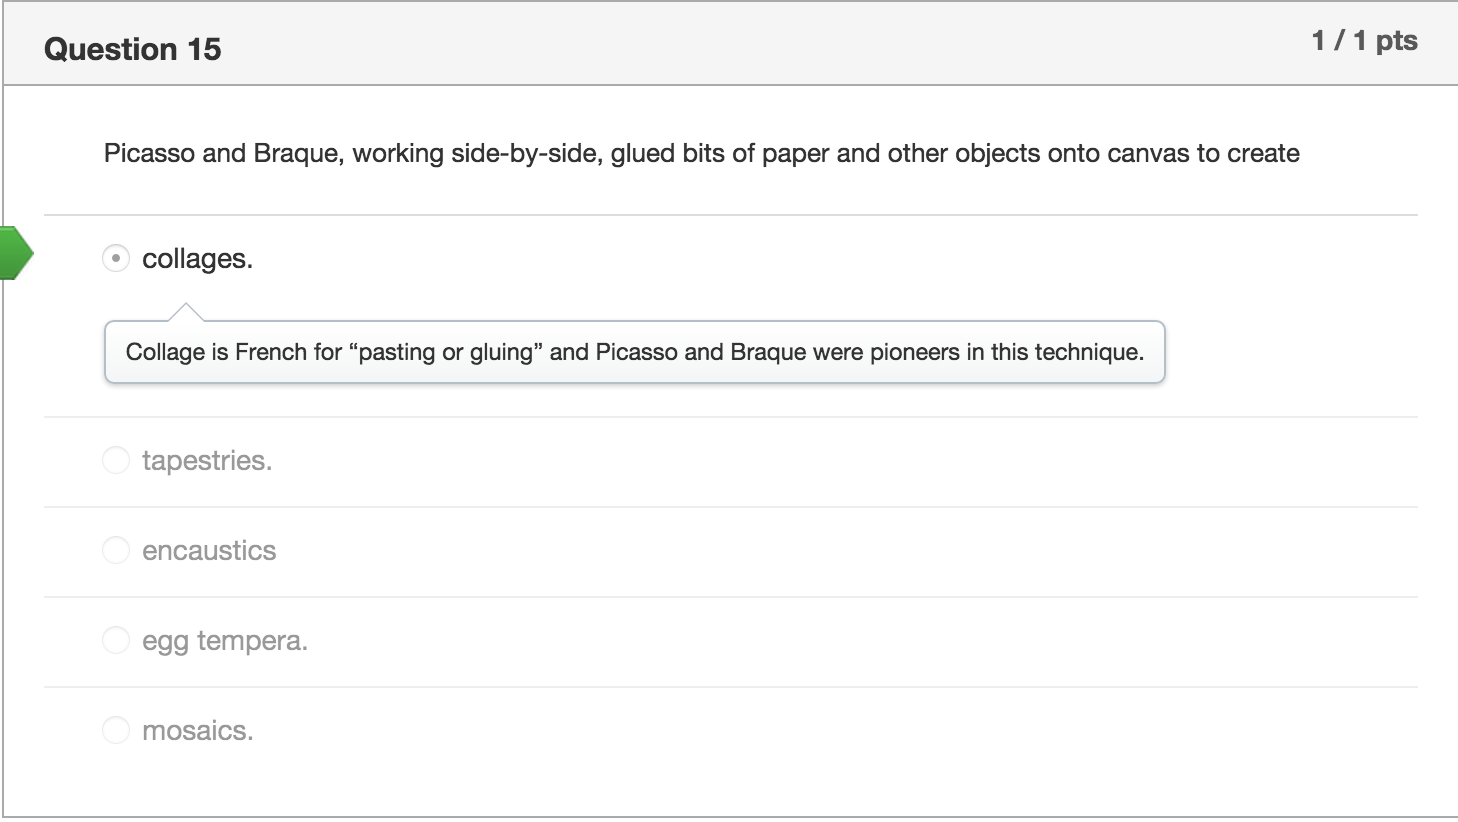 Question 15
1 / 1 pts
Picasso and Braque, working side-by-side, glued bits of paper and other objects onto canvas to create
collages.
Collage is French for “pasting or gluing” and Picasso and Braque were pioneers in this technique.
tapestries.
encaustics
egg tempera.
mosaics.